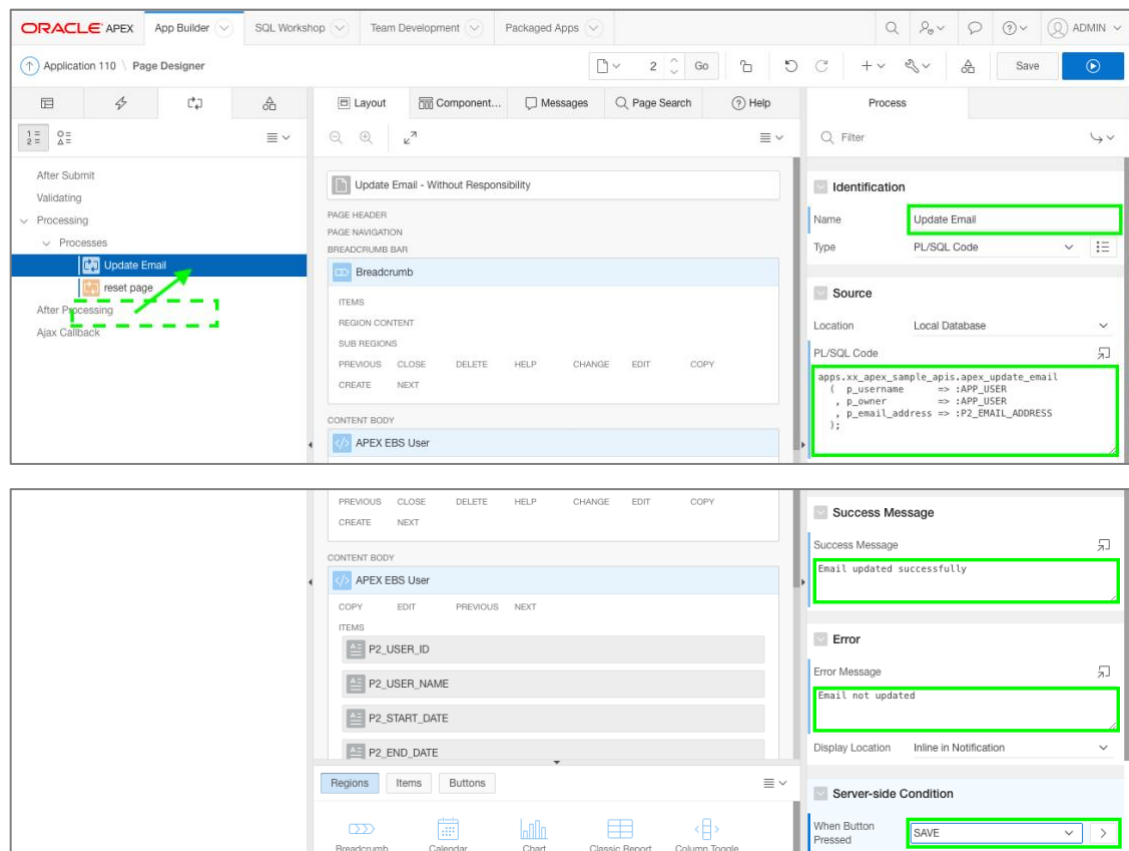 ORACLE APEX App Builder SQL Workshop Team Development Packaged Apps ADMIN
Application 110 \ Page Designer 2 Go Save
Layout Component... Messages Page Search Help Process
Filter
After Submit
Validating
Processing
Processes
Update Email
reset page
After Processing
Ajax Callback
Update Email - Without Responsibility
PAGE HEADER
PAGE NAVIGATION
BREADCRUMB BAR
Breadcrumb
ITEMS
REGION CONTENT
SUB REGIONS
PREVIOUS CLOSE DELETE HELP CHANGE EDIT COPY
CREATE NEXT
CONTENT BODY
APEX EBS User
Identification
Name Update Email
Type PL/SQL Code
Source
Location Local Database
PL/SQL Code
apps.xx_apex_sample_apis.apex_update_email
( p_username => :APP_USER
, p_owner => :APP_USER
, p_email_address => :P2_EMAIL_ADDRESS
);
PREVIOUS CLOSE DELETE HELP CHANGE EDIT COPY
CREATE NEXT
CONTENT BODY
APEX EBS User
COPY EDIT PREVIOUS NEXT
ITEMS
P2_USER_ID
P2_USER_NAME
P2_START_DATE
P2_END_DATE
Regions Items Buttons
Breadcrumb Calendar Chart Classic Report Column Toggle
Success Message
Success Message
Email updated successfully
Error
Error Message
Email not updated
Display Location Inline in Notification
Server-side Condition
When Button
Pressed SAVE